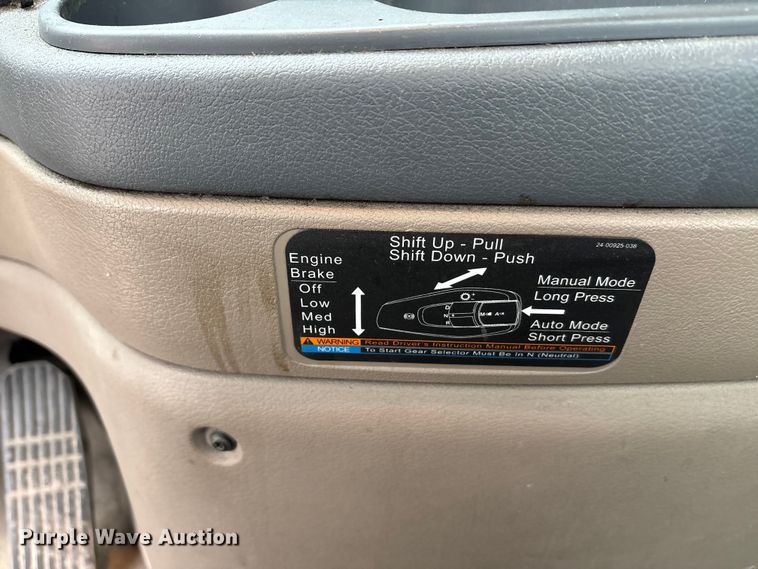 Shift Up - Pull
Shift Down - Push
24-00925-038
Engine
Brake
Off
Low
Med
High
Manual Mode
Long Press
Auto Mode
Short Press
D
N
R
M
A
WARNING Read Driver's Instruction Manual Before Operating
NOTICE To Start Gear Selector Must Be In N (Neutral)
Purple Wave Auction